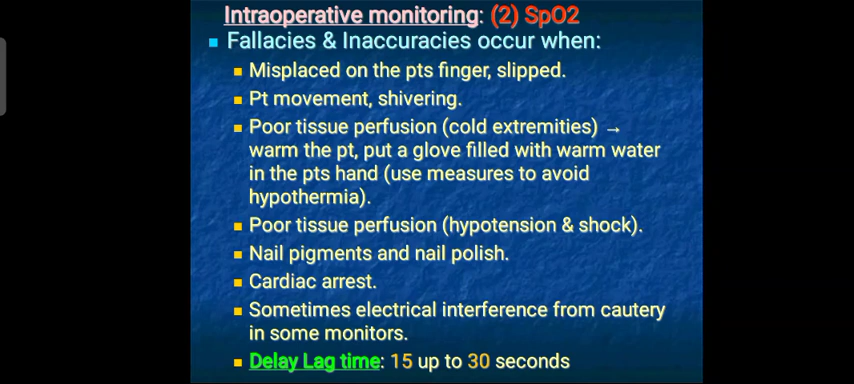 Intraoperative monitoring: (2) SpO2
Fallacies & Inaccuracies occur when:
Misplaced on the pts finger, slipped.
Pt movement, shivering.
Poor tissue perfusion (cold extremities) →
warm the pt, put a glove filled with warm water
in the pts hand (use measures to avoid
hypothermia).
Poor tissue perfusion (hypotension & shock).
Nail pigments and nail polish.
Cardiac arrest.
Sometimes electrical interference from cautery
in some monitors.
Delay Lag time: 15 up to 30 seconds